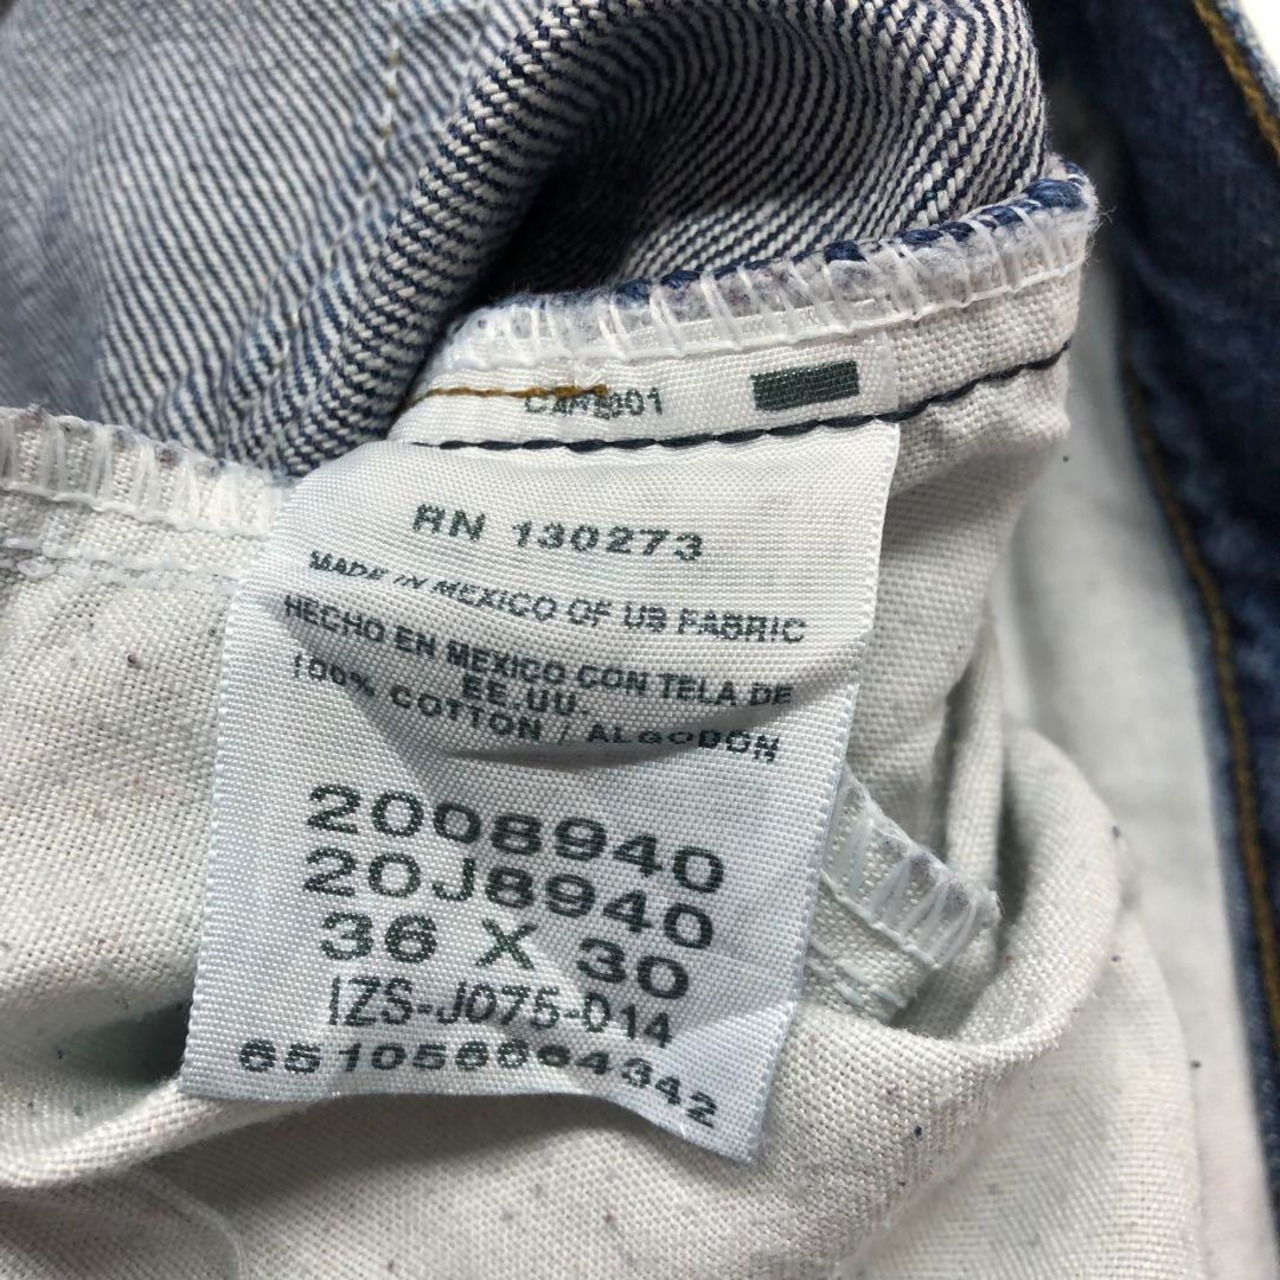 RN 130273
MADE IN MEXICO OF US FABRIC
HECHO EN MEXICO CON TELA DE
EE.UU.
100% COTTON / ALGODON
2008940
20J8940
36 X 30
IZS-J075-014